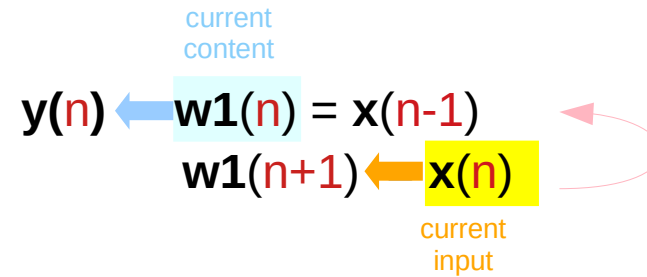 current
content
y(n) w1(n) = x(n-1)
w1(n+1) x(n)
current
input